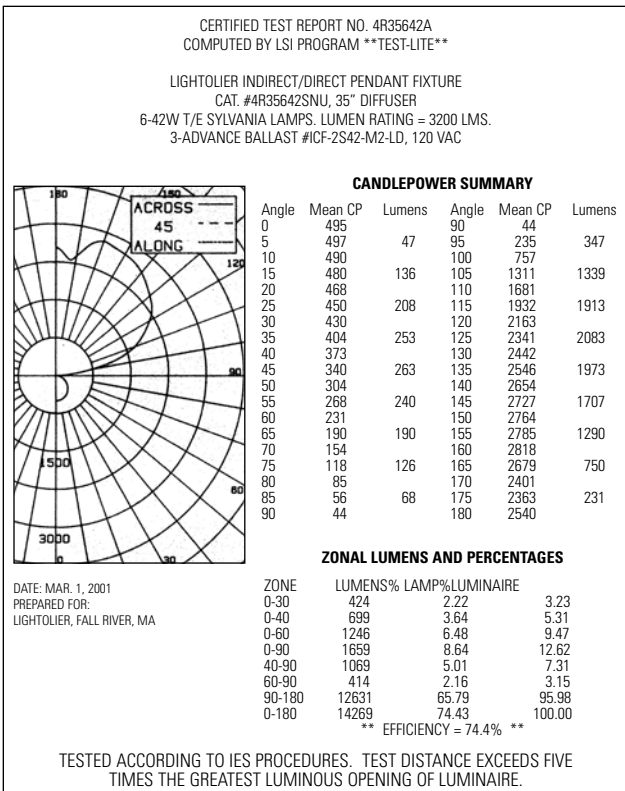 CERTIFIED TEST REPORT NO. 4R35642A
COMPUTED BY LSI PROGRAM **TEST-LITE**
LIGHTOLIER INDIRECT/DIRECT PENDANT FIXTURE
CAT. #4R35642SNU, 35” DIFFUSER
6-42W T/E SYLVANIA LAMPS. LUMEN RATING = 3200 LMS.
3-ADVANCE BALLAST #ICF-2S42-M2-LD, 120 VAC
180 150
ACROSS
45
ALONG
120
90
1500
60
3000
0 30
DATE: MAR. 1, 2001
PREPARED FOR:
LIGHTOLIER, FALL RIVER, MA
CANDLEPOWER SUMMARY
Angle Mean CP Lumens Angle Mean CP Lumens
0 495 90 44
5 497 47 95 235 347
10 490 100 757
15 480 136 105 1311 1339
20 468 110 1681
25 450 208 115 1932 1913
30 430 120 2163
35 404 253 125 2341 2083
40 373 130 2442
45 340 263 135 2546 1973
50 304 140 2654
55 268 240 145 2727 1707
60 231 150 2764
65 190 190 155 2785 1290
70 154 160 2818
75 118 126 165 2679 750
80 85 170 2401
85 56 68 175 2363 231
90 44 180 2540
ZONAL LUMENS AND PERCENTAGES
ZONE LUMENS% LAMP%LUMINAIRE
0-30 424 2.22 3.23
0-40 699 3.64 5.31
0-60 1246 6.48 9.47
0-90 1659 8.64 12.62
40-90 1069 5.01 7.31
60-90 414 2.16 3.15
90-180 12631 65.79 95.98
0-180 14269 74.43 100.00
** EFFICIENCY = 74.4% **
TESTED ACCORDING TO IES PROCEDURES. TEST DISTANCE EXCEEDS FIVE
TIMES THE GREATEST LUMINOUS OPENING OF LUMINAIRE.